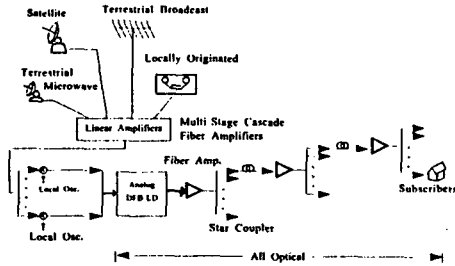 Satellite
Terrestrial Broadcast
Locally Originated
Terrestrial
Microwave
Linear Amplifiers
Multi Stage Cascade
Fiber Amplifiers
Fiber Amp.
Local Osc.
Analog
DFB LD
Subscribers
Local Osc.
Star Coupler
All Optical